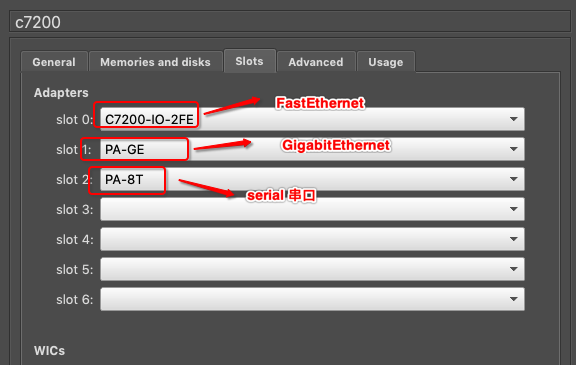 c7200
General Memories and disks Slots Advanced Usage
Adapters
FastEthernet
slot 0: C7200-IO-2FE
GigabitEthernet
slot 1: PA-GE
slot 2: PA-8T
serial 串口
slot 3:
slot 4:
slot 5:
slot 6:
WICs